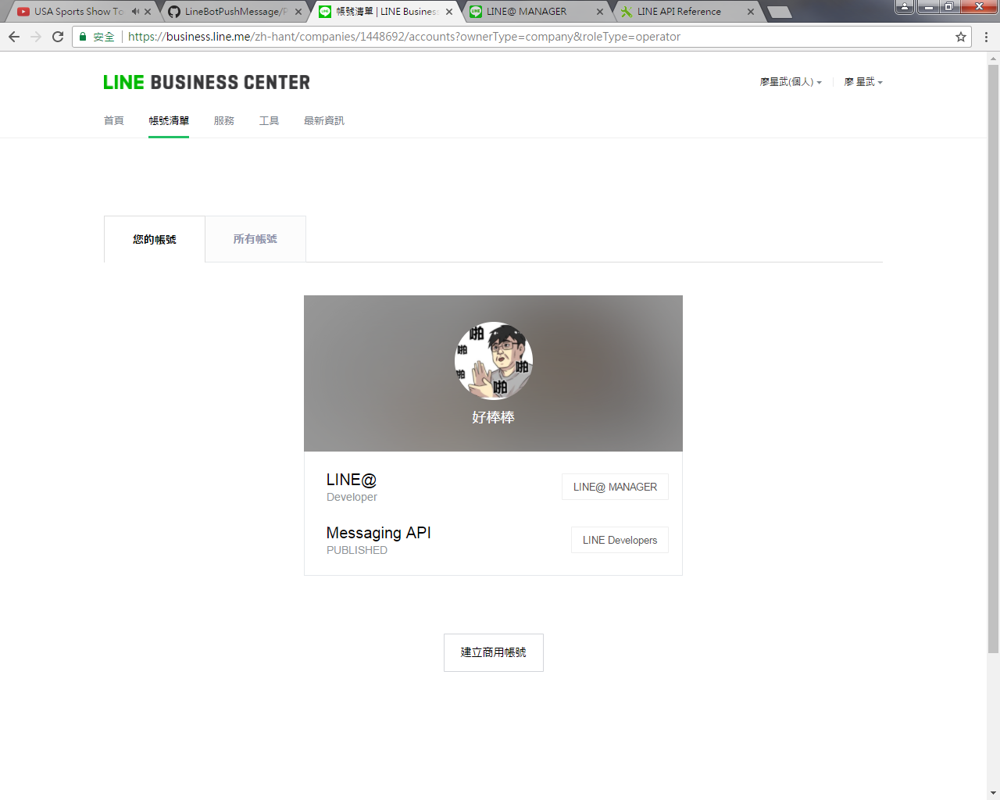 USA Sports Show To
LineBotPushMessage/P
帳號清單 | LINE Business
LINE@ MANAGER
LINE API Reference
安全
https://business.line.me/zh-hant/companies/1448692/accounts?ownerType=company&roleType=operator
LINE BUSINESS CENTER
廖星武(個人)
廖 星武
首頁
帳號清單
服務
工具
最新資訊
您的帳號
所有帳號
啪
啪
啪
啪
啪
好棒棒
LINE@
LINE@ MANAGER
Developer
Messaging API
LINE Developers
PUBLISHED
建立商用帳號